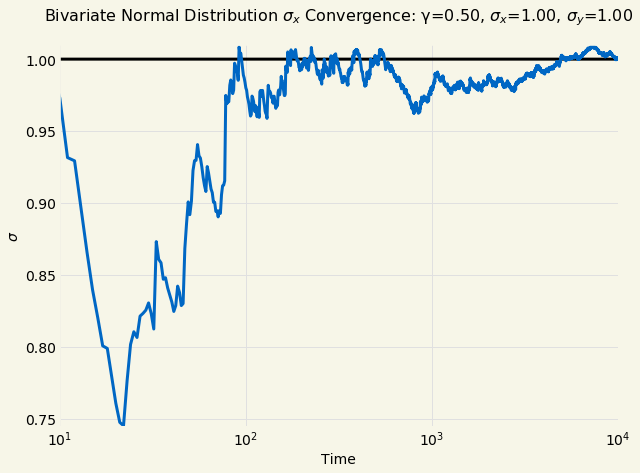 Bivariate Normal Distribution σₓ Convergence: γ=0.50, σₓ=1.00, σᵧ=1.00
1.00
0.95
0.90
σ
0.85
0.80
0.75
10¹ 10² 10³ 10⁴
Time